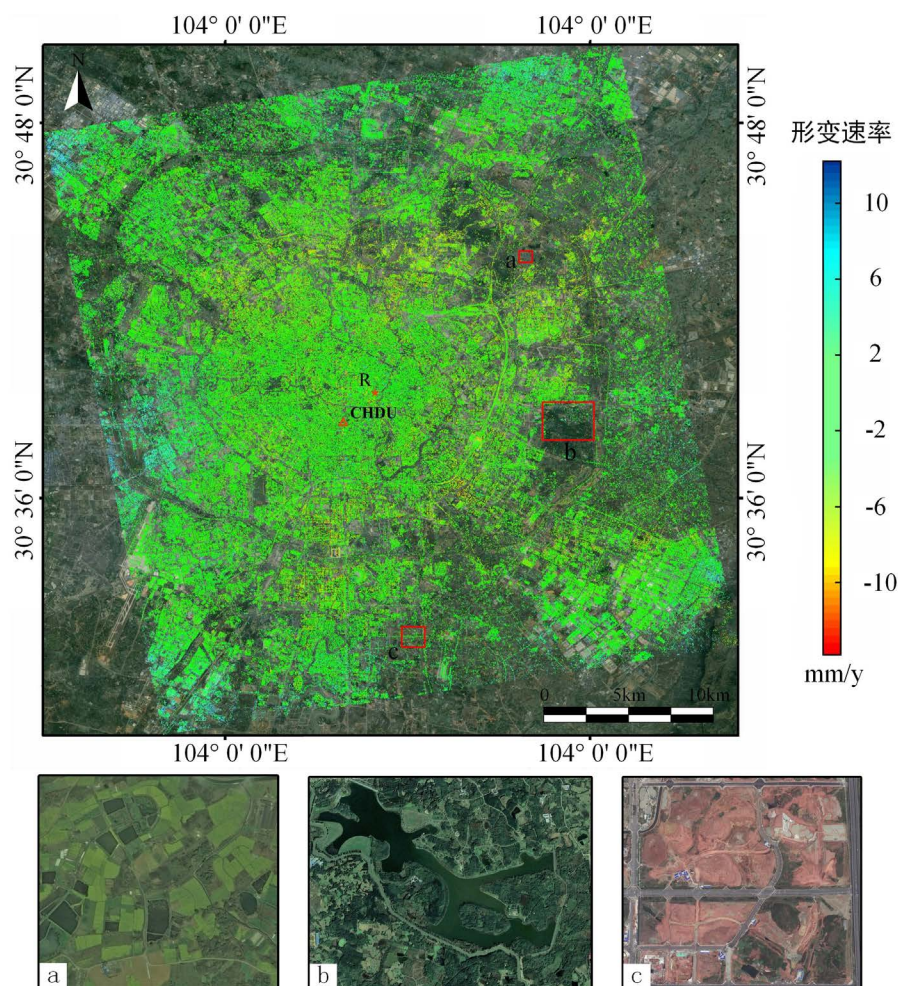 104° 0' 0"E 104° 0' 0"E
N
30° 48' 0"N 30° 48' 0"N
形变速率
10
6
2
-2
-6
-10
mm/y
a
R
CHDU
b
30° 36' 0"N 30° 36' 0"N
c
0 5km 10km
104° 0' 0"E 104° 0' 0"E
a b c